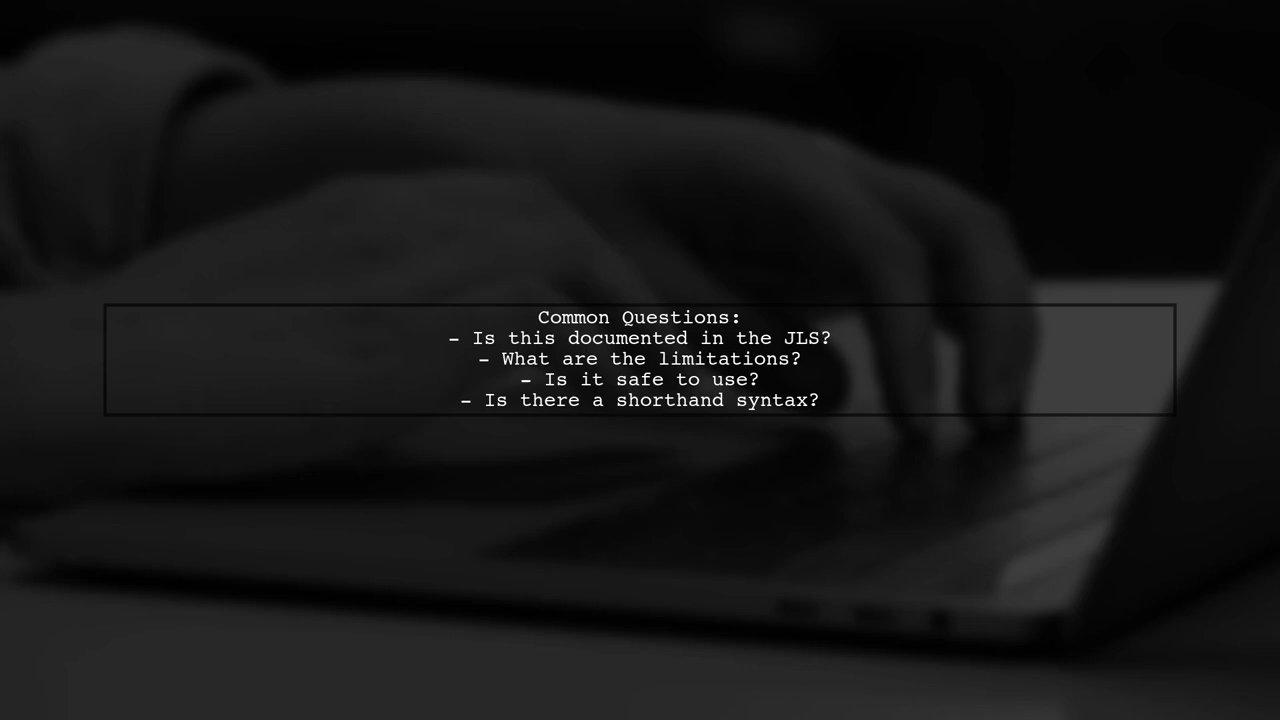 Common Questions:
- Is this documented in the JLS?
- What are the limitations?
- Is it safe to use?
- Is there a shorthand syntax?